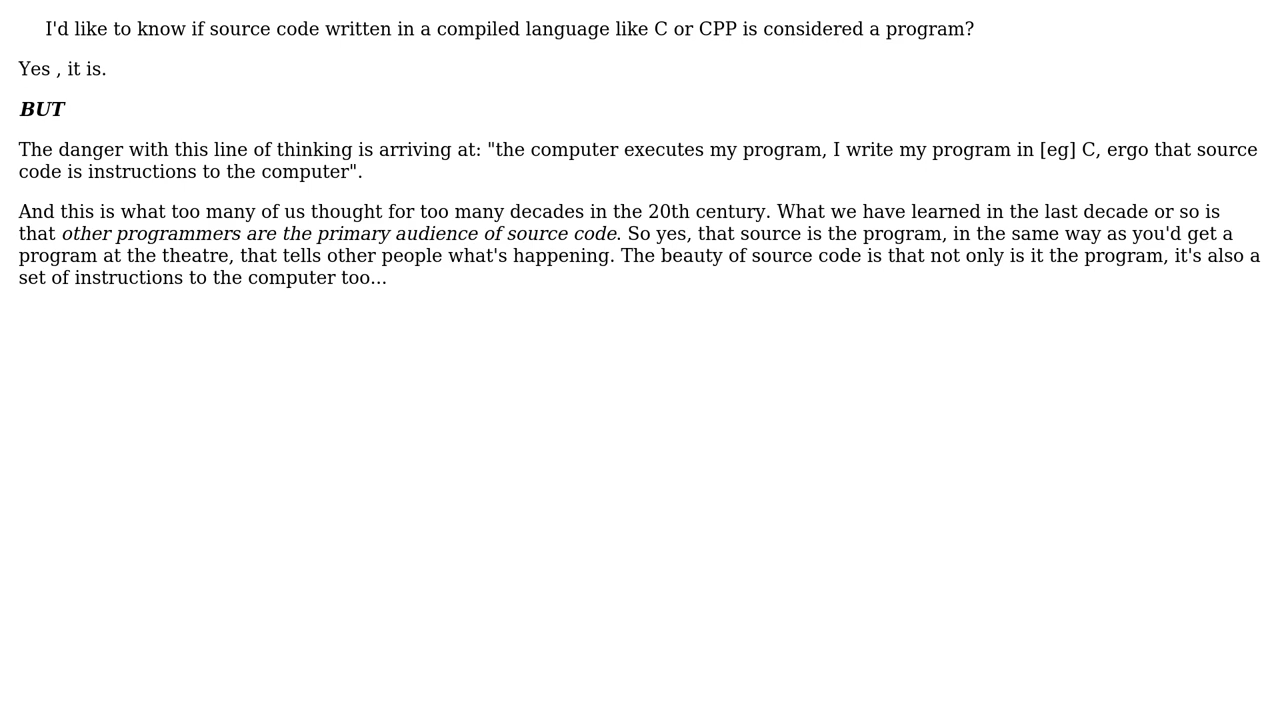 I'd like to know if source code written in a compiled language like C or CPP is considered a program?
Yes , it is.
BUT
The danger with this line of thinking is arriving at: "the computer executes my program, I write my program in [eg] C, ergo that source
code is instructions to the computer".
And this is what too many of us thought for too many decades in the 20th century. What we have learned in the last decade or so is
that other programmers are the primary audience of source code. So yes, that source is the program, in the same way as you'd get a
program at the theatre, that tells other people what's happening. The beauty of source code is that not only is it the program, it's also a
set of instructions to the computer too...